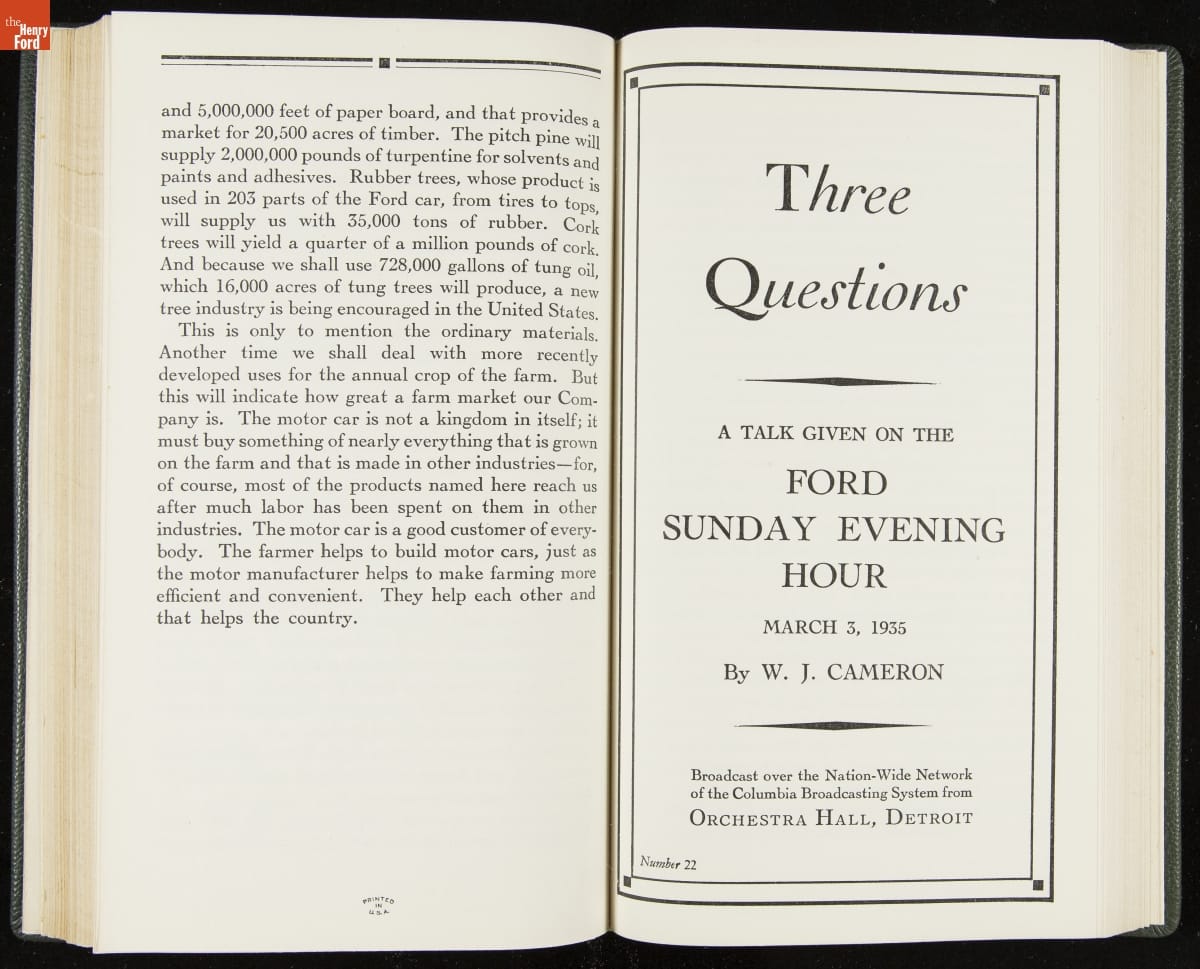 the
Henry
Ford
and 5,000,000 feet of paper board, and that provides a
market for 20,500 acres of timber. The pitch pine will
supply 2,000,000 pounds of turpentine for solvents and
paints and adhesives. Rubber trees, whose product is
used in 203 parts of the Ford car, from tires to tops,
will supply us with 35,000 tons of rubber. Cork
trees will yield a quarter of a million pounds of cork.
And because we shall use 728,000 gallons of tung oil,
which 16,000 acres of tung trees will produce, a new
tree industry is being encouraged in the United States.
This is only to mention the ordinary materials.
Another time we shall deal with more recently
developed uses for the annual crop of the farm. But
this will indicate how great a farm market our Com-
pany is. The motor car is not a kingdom in itself; it
must buy something of nearly everything that is grown
on the farm and that is made in other industries—for,
of course, most of the products named here reach us
after much labor has been spent on them in other
industries. The motor car is a good customer of every-
body. The farmer helps to build motor cars, just as
the motor manufacturer helps to make farming more
efficient and convenient. They help each other and
that helps the country.
PRINTED
IN
U.S.A.
Three
Questions
A TALK GIVEN ON THE
FORD
SUNDAY EVENING
HOUR
MARCH 3, 1935
By W. J. CAMERON
Broadcast over the Nation-Wide Network
of the Columbia Broadcasting System from
ORCHESTRA HALL, DETROIT
Number 22